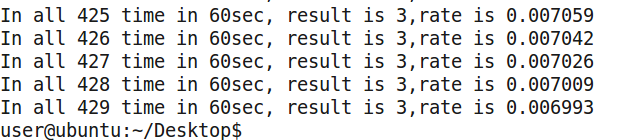 In all 425 time in 60sec, result is 3,rate is 0.007059
In all 426 time in 60sec, result is 3,rate is 0.007042
In all 427 time in 60sec, result is 3,rate is 0.007026
In all 428 time in 60sec, result is 3,rate is 0.007009
In all 429 time in 60sec, result is 3,rate is 0.006993
user@ubuntu:~/Desktop$